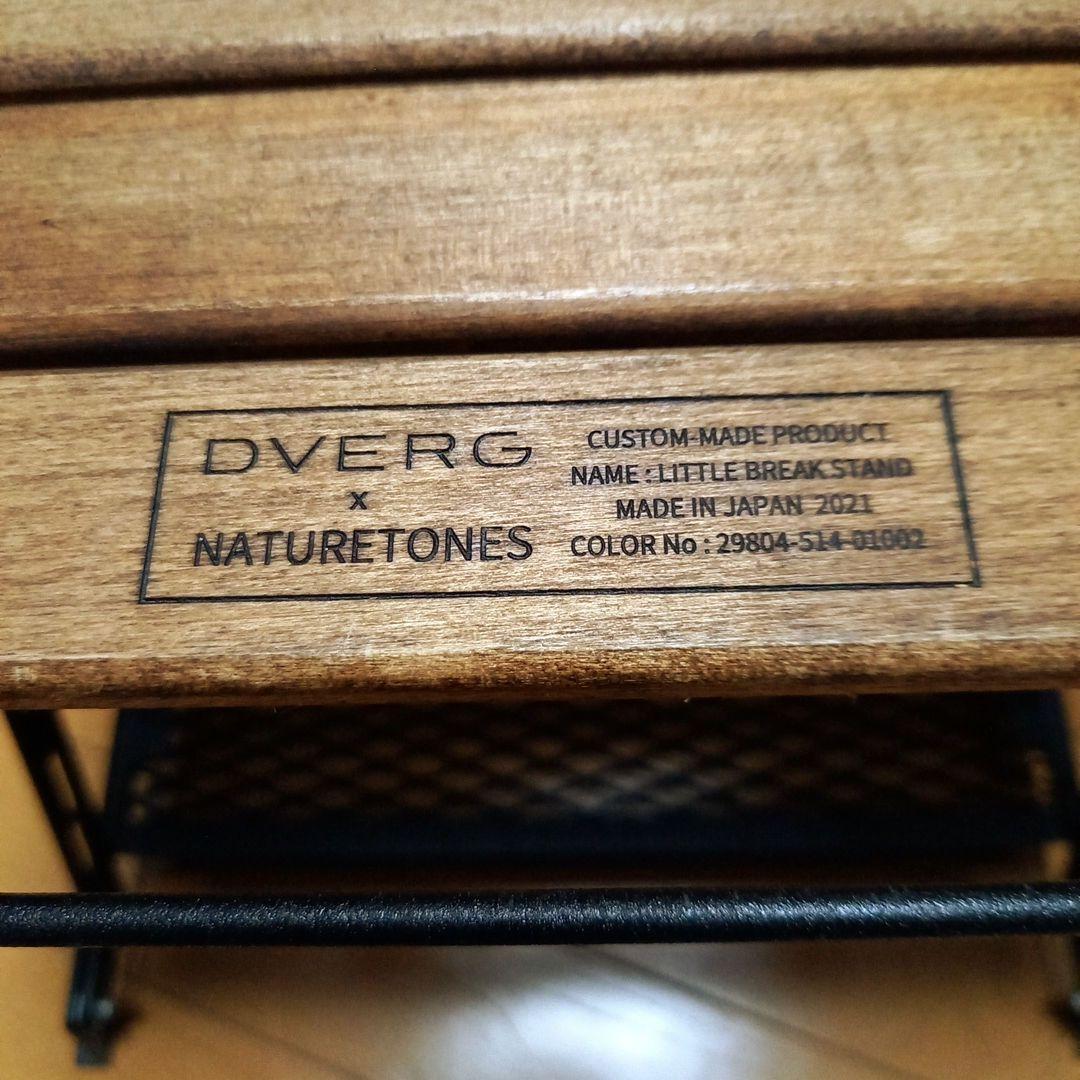 DVERG
x
NATURETONES
CUSTOM-MADE PRODUCT
NAME : LITTLE BREAK STAND
MADE IN JAPAN 2021
COLOR No : 29804-514-01002